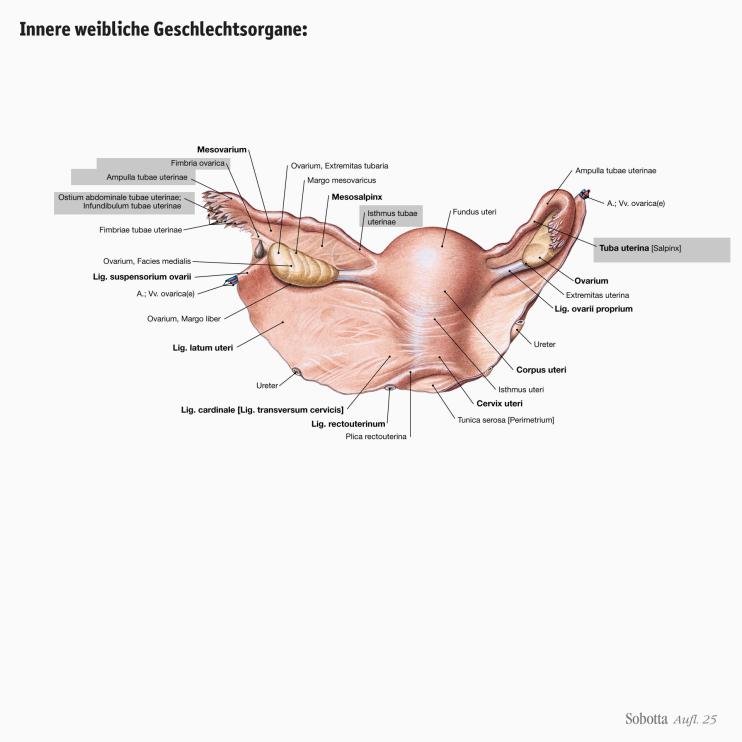 Innere weibliche Geschlechtsorgane:
Mesovarium
Fimbria ovarica
Ampulla tubae uterinae
Ostium abdominale tubae uterinae;
Infundibulum tubae uterinae
Fimbriae tubae uterinae
Ovarium, Facies medialis
Lig. suspensorium ovarii
A.; Vv. ovarica(e)
Ovarium, Margo liber
Lig. latum uteri
Ureter
Lig. cardinale [Lig. transversum cervicis]
Lig. rectouterinum
Plica rectouterina
Ovarium, Extremitas tubaria
Margo mesovaricus
Mesosalpinx
Isthmus tubae
uterinae
Fundus uteri
Ampulla tubae uterinae
A.; Vv. ovarica(e)
Tuba uterina [Salpinx]
Ovarium
Extremitas uterina
Lig. ovarii proprium
Ureter
Corpus uteri
Isthmus uteri
Cervix uteri
Tunica serosa [Perimetrium]
Sobotta Aufl. 25